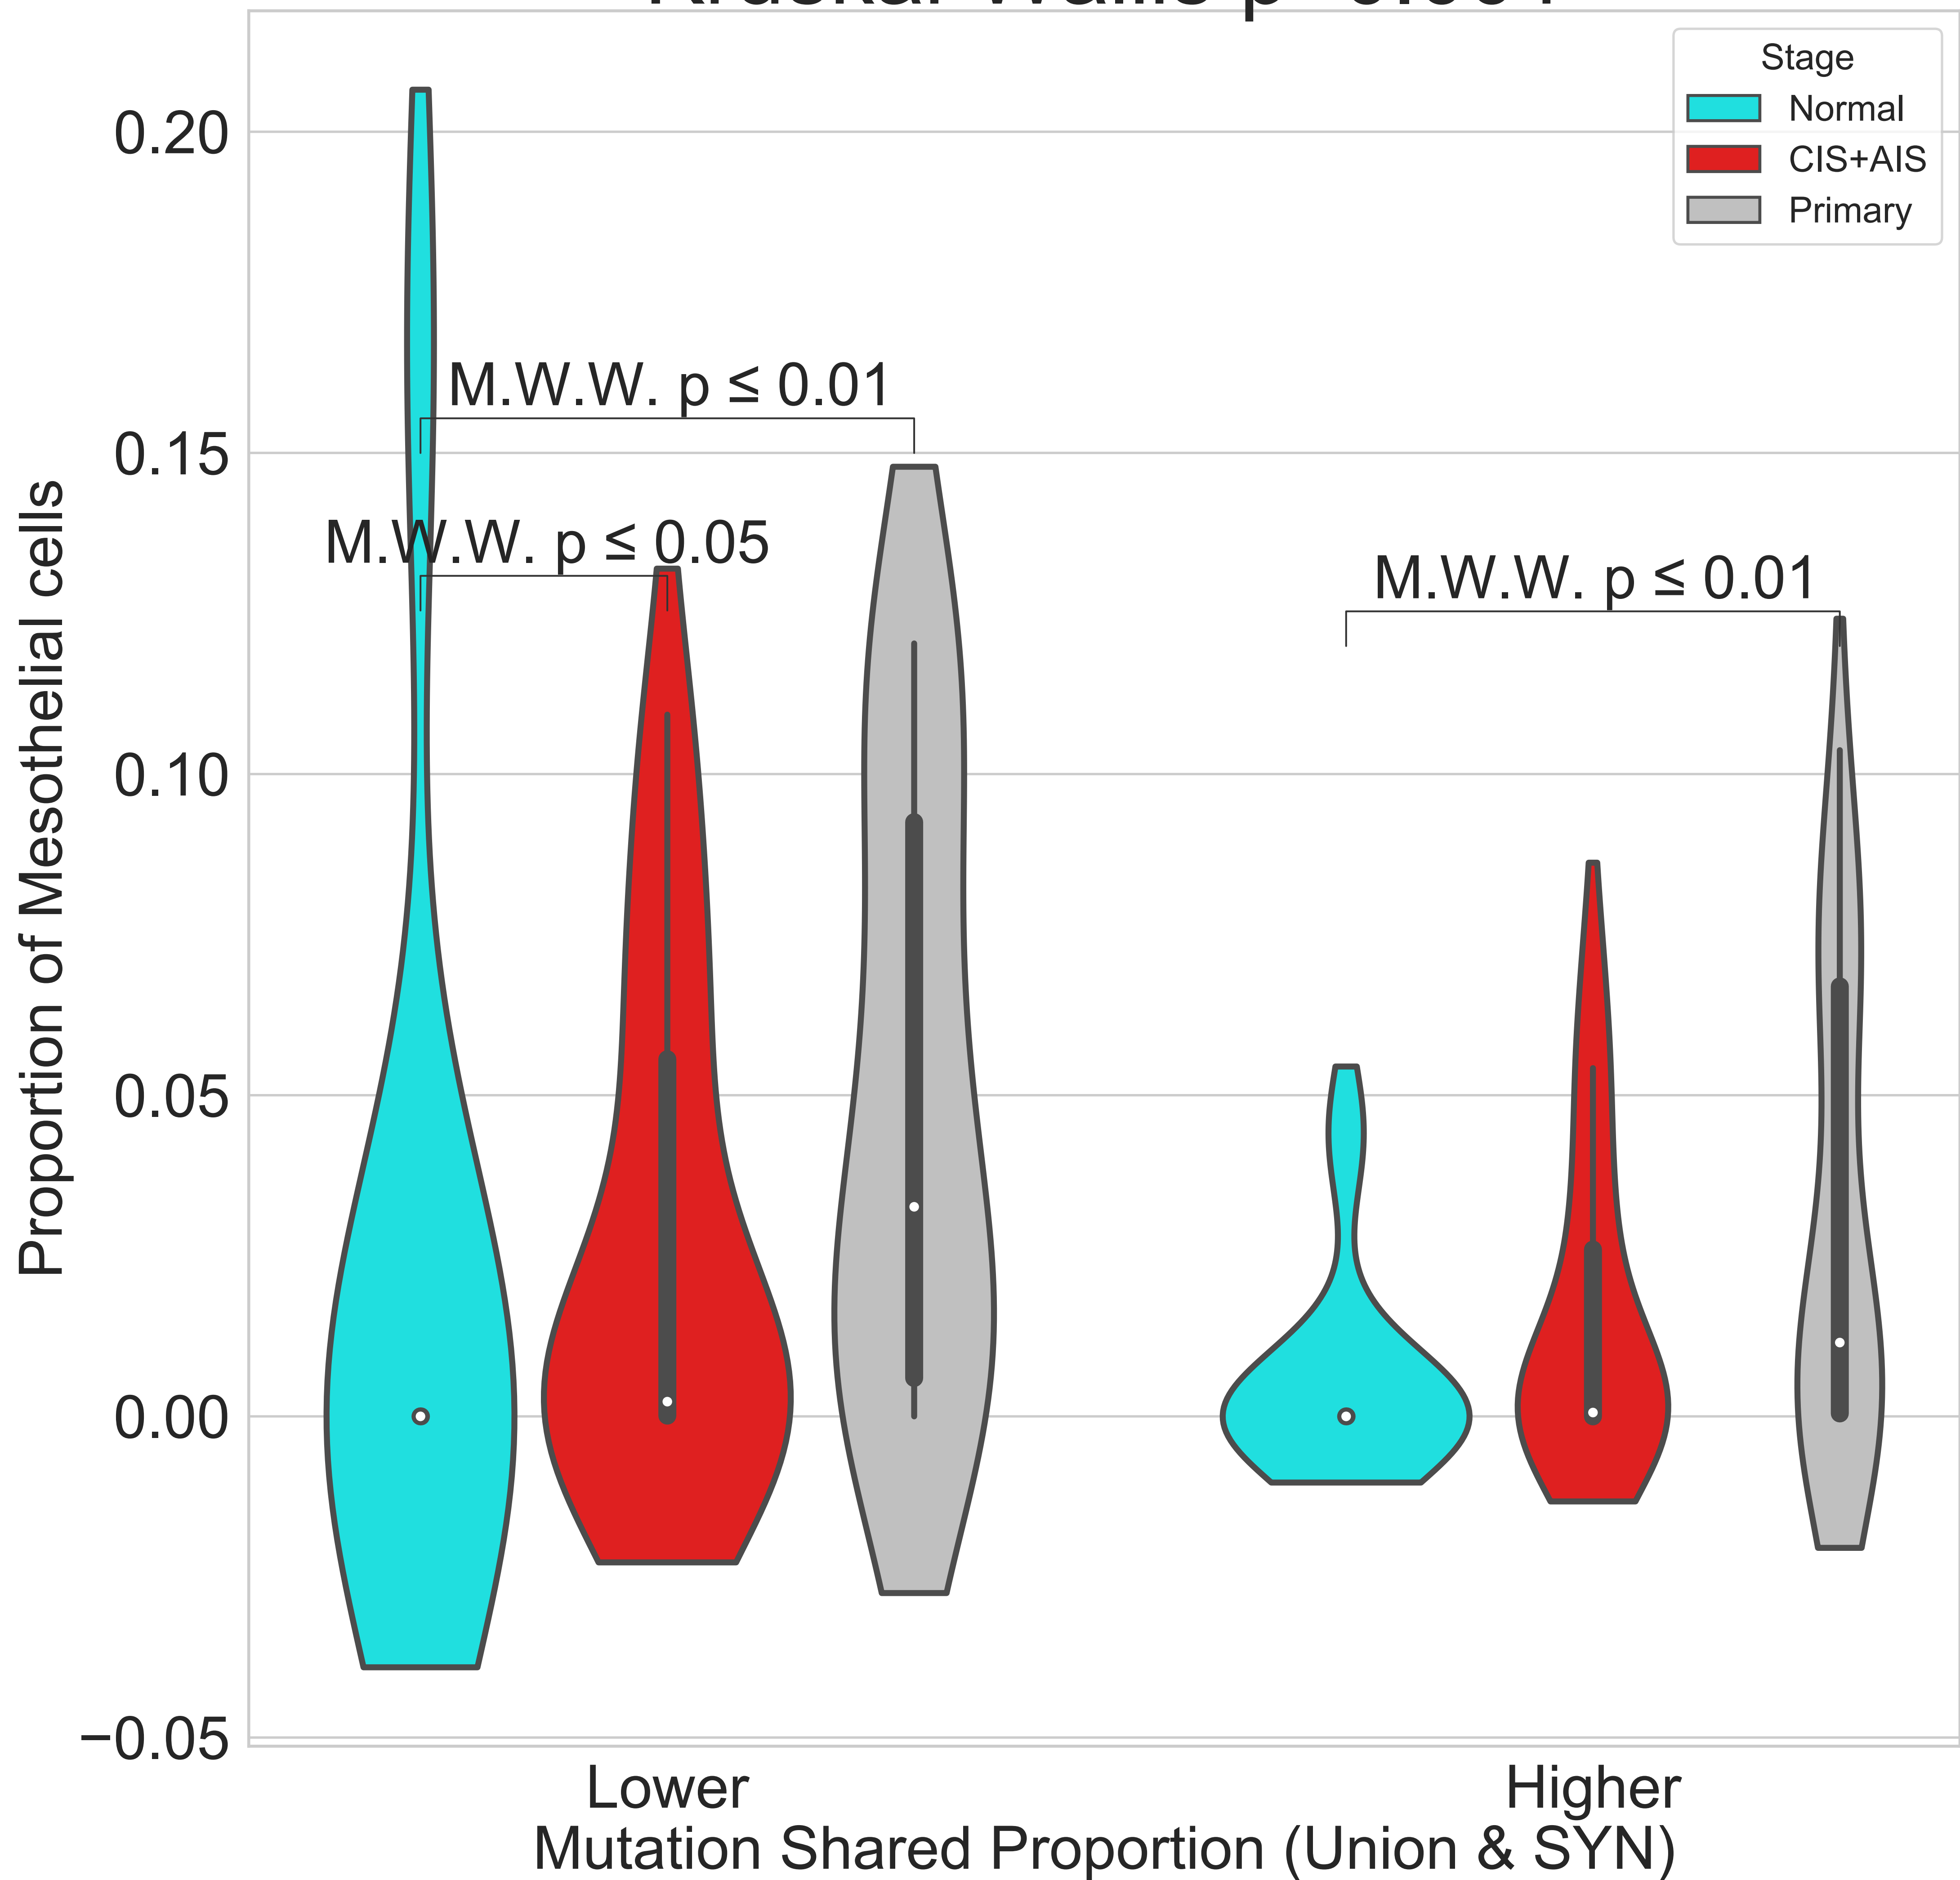 Stage
Normal
CIS+AIS
Primary
0.20
0.15
0.10
0.05
0.00
−0.05
Proportion of Mesothelial cells
M.W.W. p ≤ 0.01
M.W.W. p ≤ 0.05
M.W.W. p ≤ 0.01
Lower
Higher
Mutation Shared Proportion (Union & SYN)